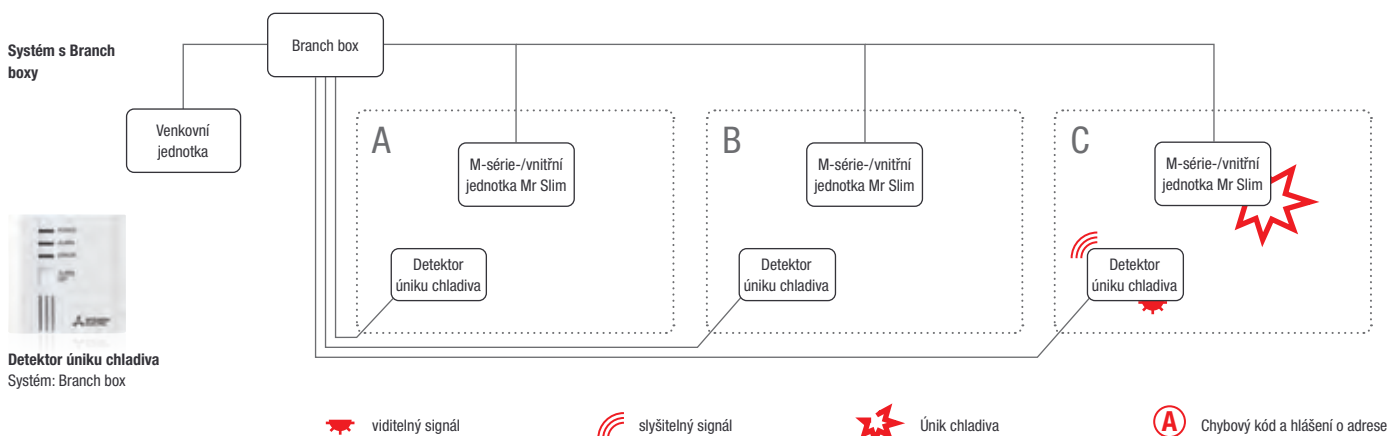 Systém s Branch
boxy
Branch box
Venkovní
jednotka
A
M-série-/vnitřní
jednotka Mr Slim
Detektor
úniku chladiva
B
M-série-/vnitřní
jednotka Mr Slim
Detektor
úniku chladiva
C
M-série-/vnitřní
jednotka Mr Slim
Detektor
úniku chladiva
Detektor úniku chladiva
Systém: Branch box
viditelný signál
slyšitelný signál
Únik chladiva
A Chybový kód a hlášení o adrese